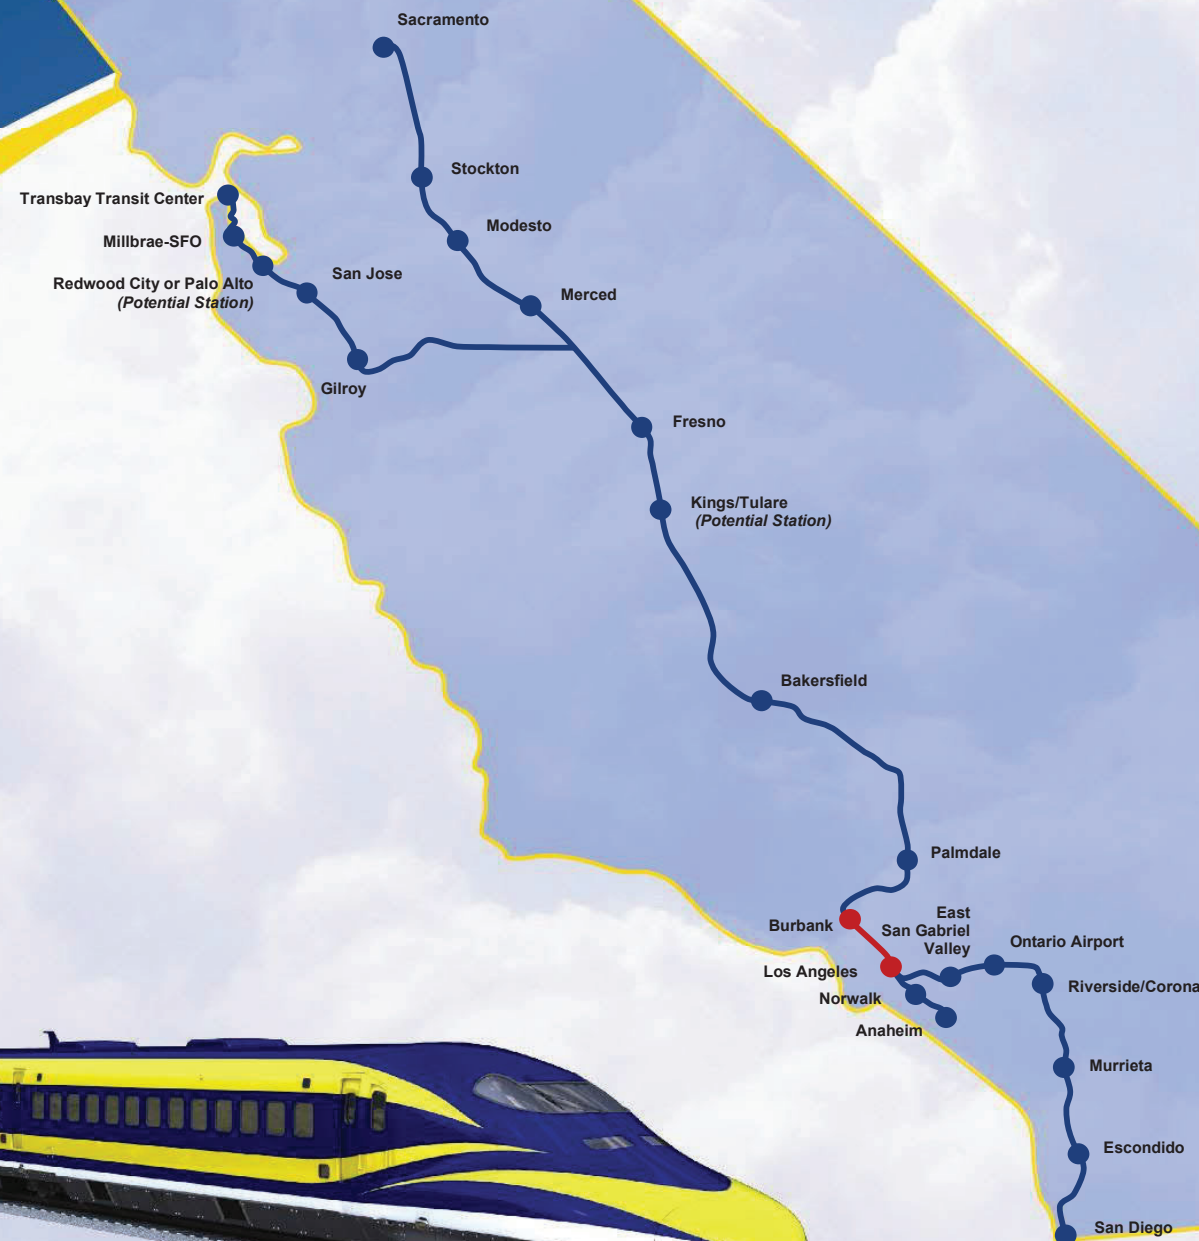 Sacramento
Stockton
Transbay Transit Center
Modesto
Millbrae-SFO
San Jose
Redwood City or Palo Alto
(Potential Station)
Merced
Gilroy
Fresno
Kings/Tulare
(Potential Station)
Bakersfield
Palmdale
East
San Gabriel
Valley
Burbank
Ontario Airport
Los Angeles
Riverside/Corona
Norwalk
Anaheim
Murrieta
Escondido
San Diego